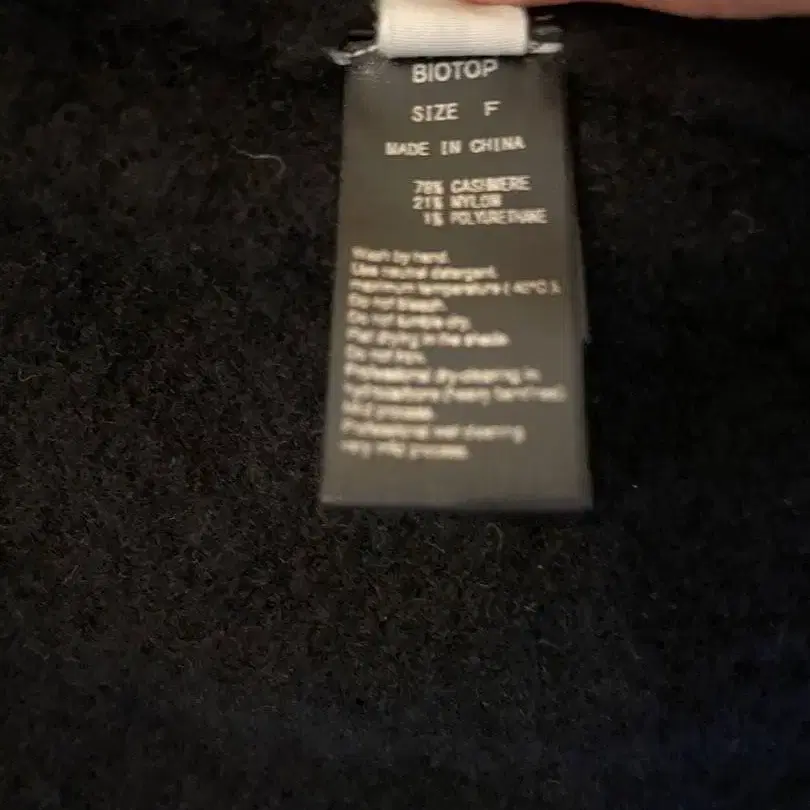 BIOTOP
SIZE F
MADE IN CHINA
78% CASHMERE
21% NYLON
1% POLYURETHANE
Wash by hand.
Use neutral detergent.
maximum temperature ( 40°C ).
Do not bleach.
Do not tumble dry.
Flat drying in the shade.
Do not iron.
Professional dry-cleaning in
hydrocarbons
Mild process.
Professional wet cleaning
very mild process.